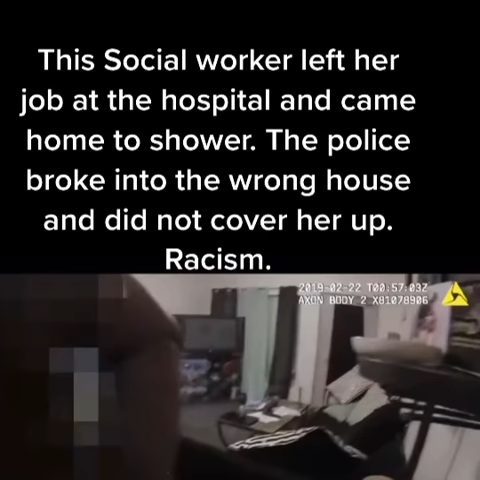 This Social worker left her
job at the hospital and came
home to shower. The police
broke into the wrong house
and did not cover her up.
Racism.
2019-02-22 T00:57:03Z
AXON BODY 2 X81078906